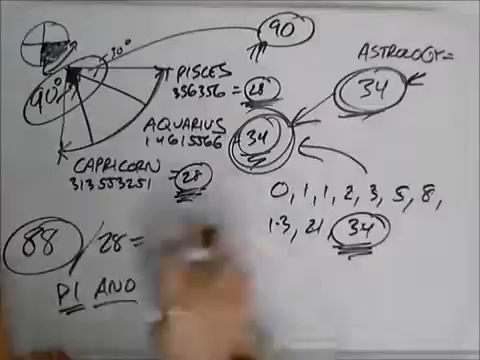 90
30°
90°
ASTROLOGY=
34
PISCES
356356 = 28
AQUARIUS
14615566 = 34
CAPRICORN
313553251 = 28
0, 1, 1, 2, 3, 5, 8,
13, 21, 34
88 / 28 =
PI ANO